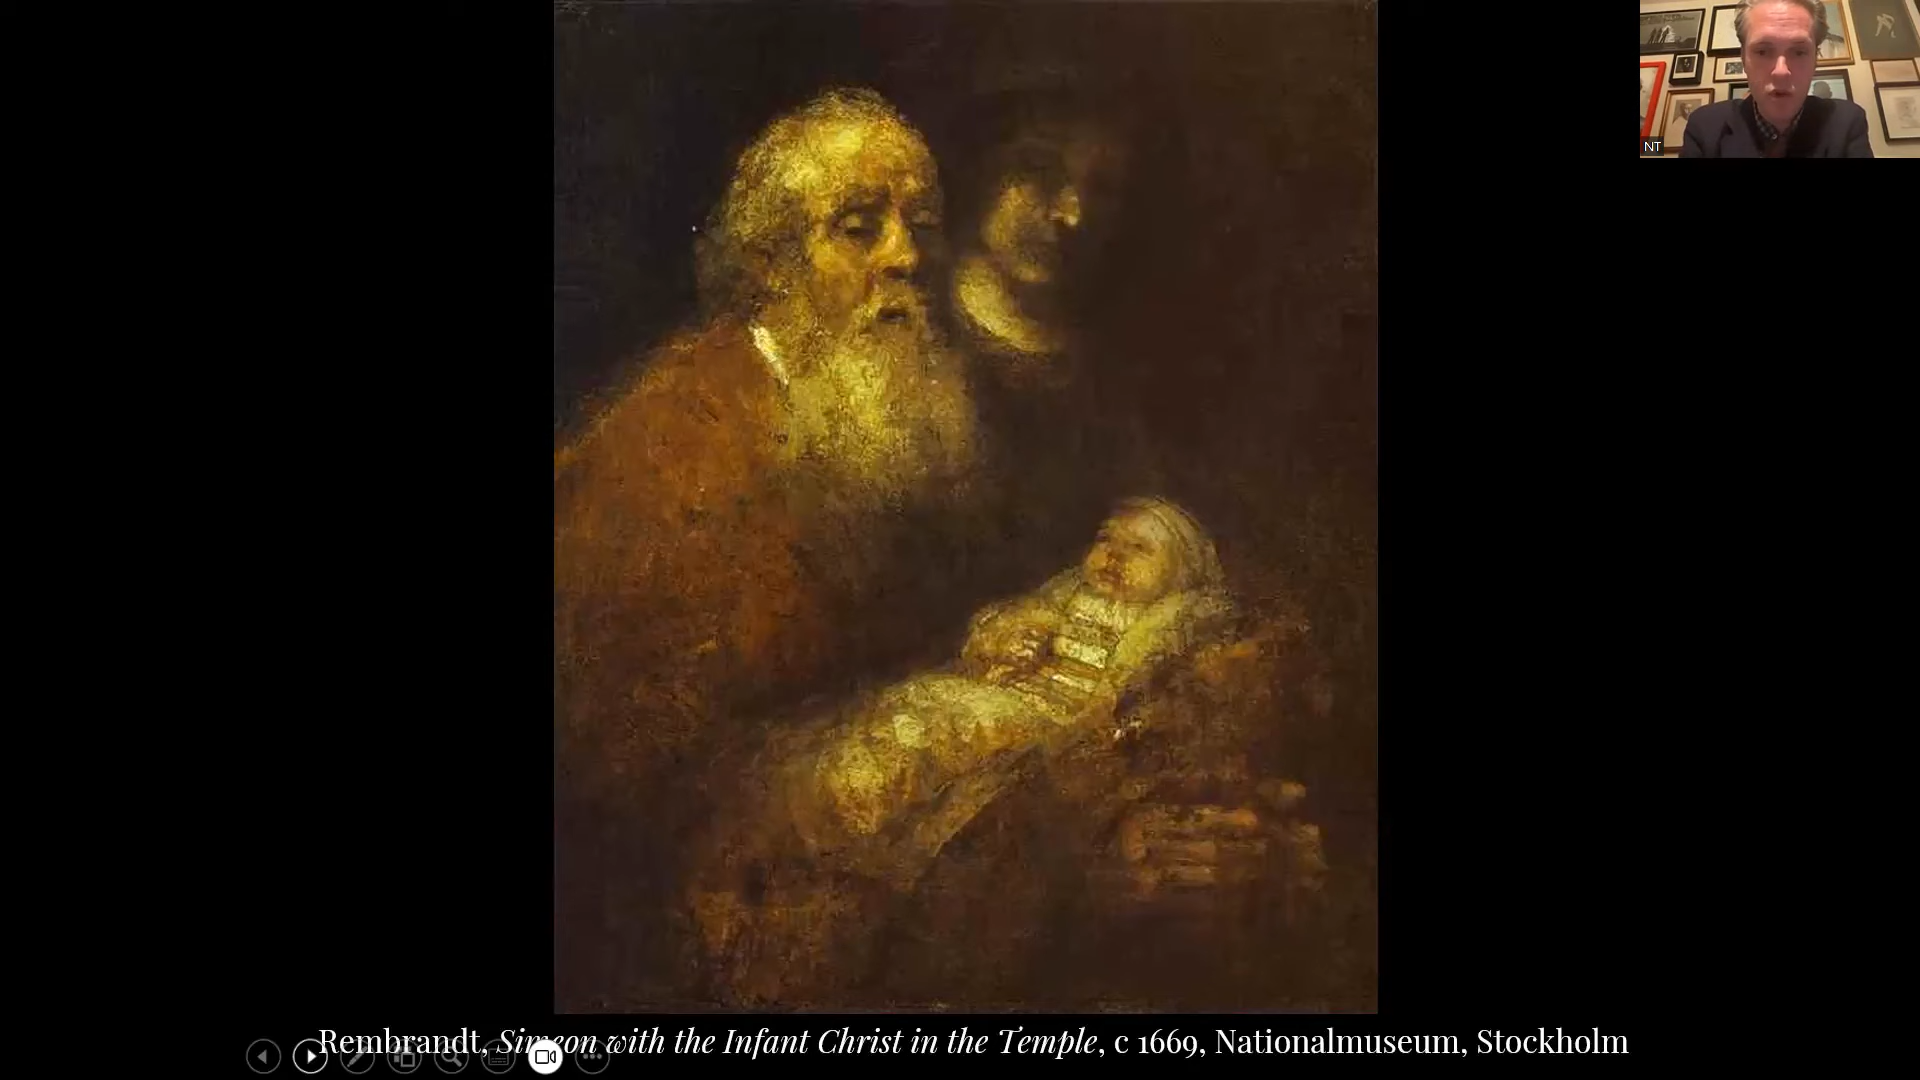 NT
Rembrandt, Simeon with the Infant Christ in the Temple, c 1669, Nationalmuseum, Stockholm